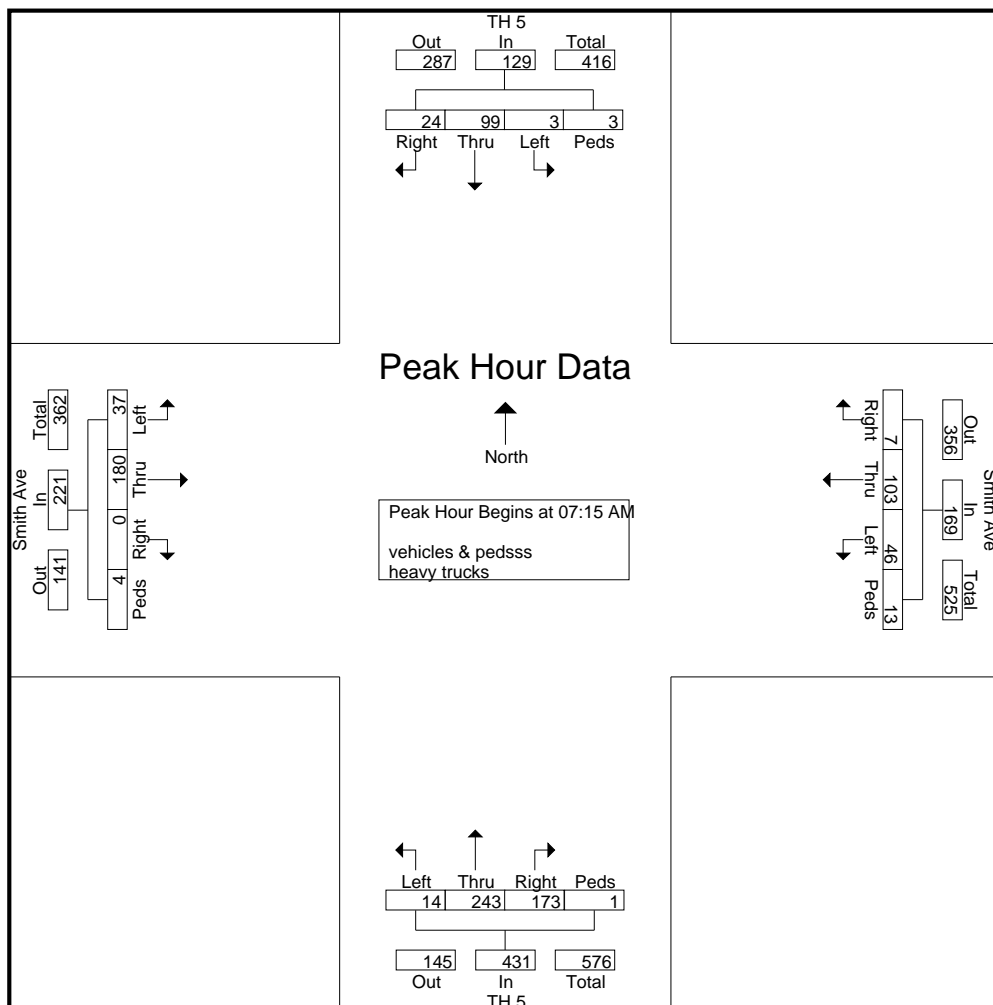 TH 5
Out In Total
287 129 416
24 99 3 3
Right Thru Left Peds
Peak Hour Data
North
Peak Hour Begins at 07:15 AM
vehicles & pedsss
heavy trucks
Smith Ave
Total In Out
362 221 141
37 180 0 4
Left Thru Right Peds
Right Thru Left Peds
7 103 46 13
Out In Total
356 169 525
Smith Ave
Left Thru Right Peds
14 243 173 1
145 431 576
Out In Total
TH 5